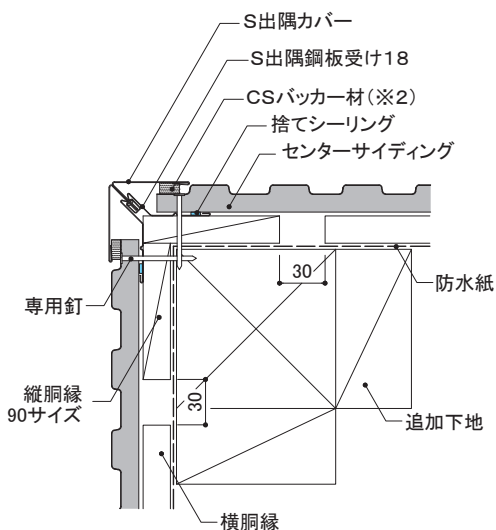 S出隅カバー
S出隅鋼板受け18
CSバッカー材(※2)
捨てシーリング
センターサイディング
30
防水紙
専用釘
縦胴縁
90サイズ
30
追加下地
横胴縁